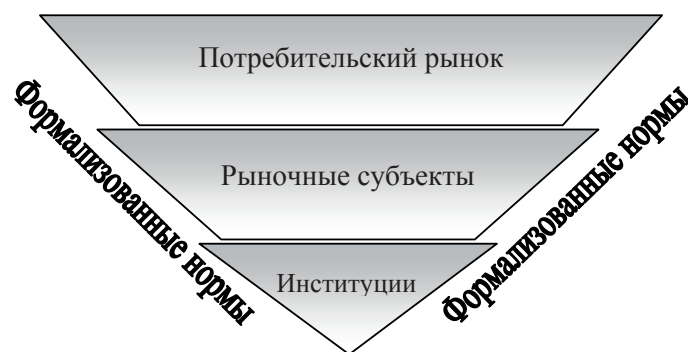 Потребительский рынок
Формализованные нормы
Формализованные нормы
Рыночные субъекты
Институции